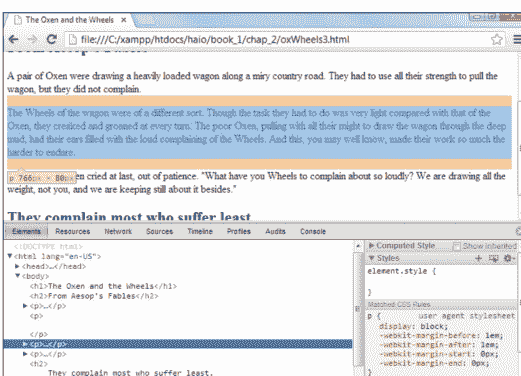 The Oxen and the Wheels
file:///C:/xampp/htdocs/haio/book_1/chap_2/oxWheels3.html
A pair of Oxen were drawing a heavily loaded wagon along a miry country road. They had to use all their strength to pull the
wagon, but they did not complain.
The Wheels of the wagon were of a different sort. Though the task they had to do was very light compared with that of the
Oxen, they creaked and groaned at every turn. The poor Oxen, pulling with all their might to draw the wagon through the deep
mud, had their ears filled with the loud complaining of the Wheels. And this, you may well know, made their work so much the
harder to endure.
en cried at last, out of patience. "What have you Wheels to complain about so loudly? We are drawing all the
p 766px × 80px
weight, not you, and we are keeping still about it besides."
They complain most who suffer least
Elements Resources Network Sources Timeline Profiles Audits Console
<!DOCTYPE html>
▼<html lang="en-US">
▶<head>…</head>
▼<body>
<h1>The Oxen and the Wheels</h1>
<h2>From Aesop's Fables</h2>
▶<p>…</p>
<p>
</p>
▶<p>…</p>
▶<p>…</p>
<h2>
They complain most who suffer least.
▶ Computed Style Show inherited
▼ Styles
element.style {
}
Matched CSS Rules
p { user agent stylesheet
display: block;
-webkit-margin-before: 1em;
-webkit-margin-after: 1em;
-webkit-margin-start: 0px;
-webkit-margin-end: 0px;
}